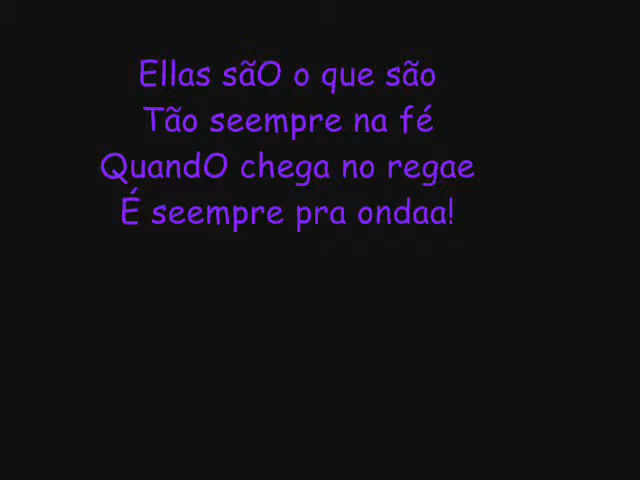 Ellas sãO o que são
Tão seempre na fé
QuandO chega no regae
É seempre pra ondaa!